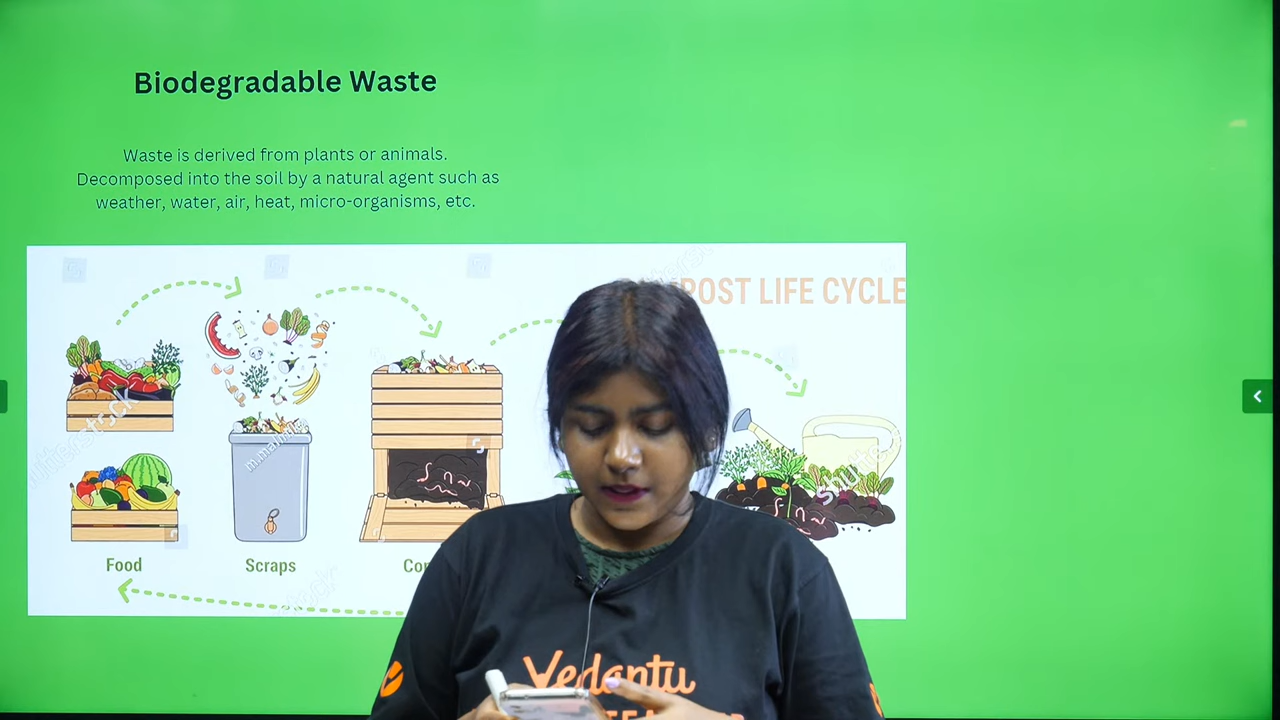 Biodegradable Waste
Waste is derived from plants or animals.
Decomposed into the soil by a natural agent such as
weather, water, air, heat, micro-organisms, etc.
POST LIFE CYCLE
Food
Scraps
Vedantu